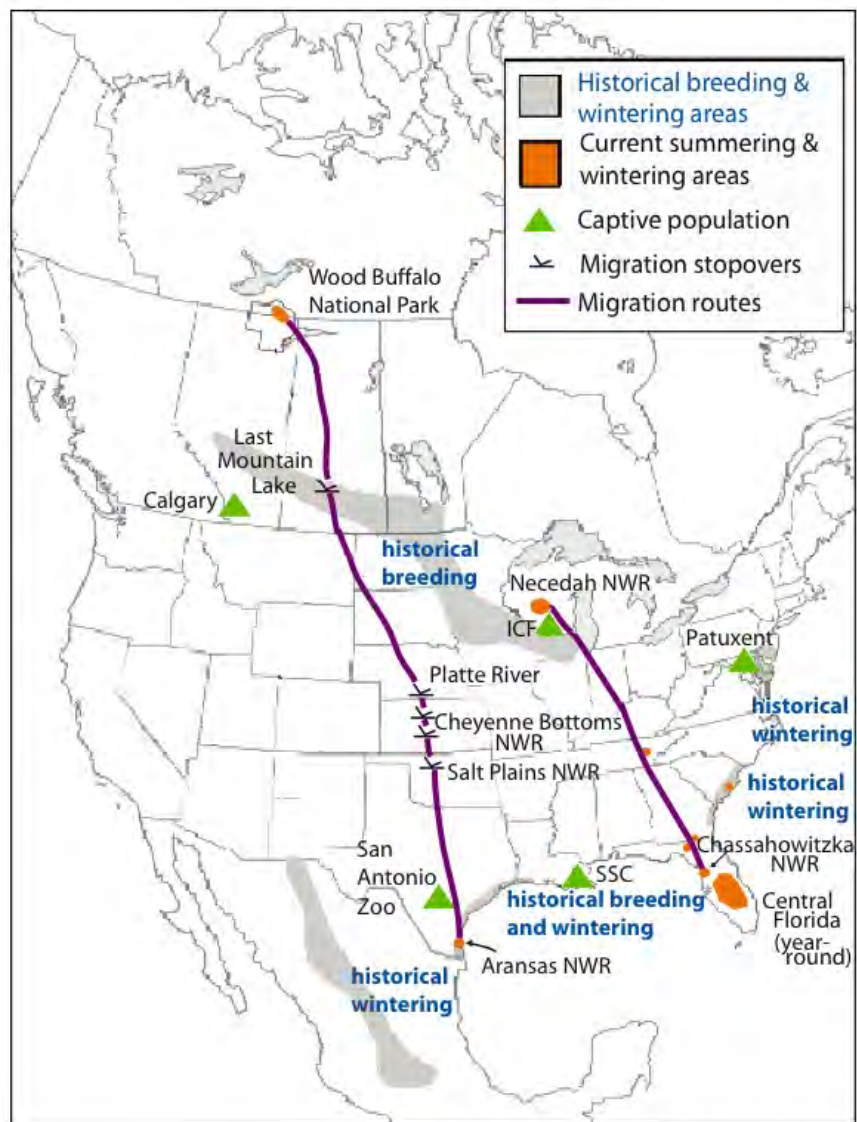 Historical breeding &
wintering areas
Current summering &
wintering areas
Captive population
Migration stopovers
Migration routes
Wood Buffalo
National Park
Last
Mountain
Lake
Calgary
historical
breeding
Necedah NWR
ICF
Patuxent
Platte River
historical
wintering
Cheyenne Bottoms
NWR
Salt Plains NWR
historical
wintering
Chassahowitzka
NWR
San
Antonio
Zoo
SSC
historical breeding
and wintering
Central
Florida
(year-
round)
Aransas NWR
historical
wintering